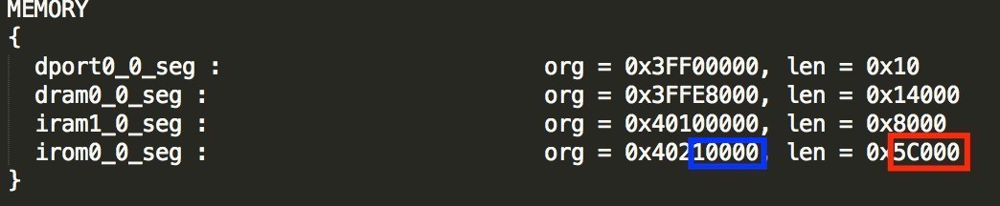 MEMORY
{
dport0_0_seg : org = 0x3FF00000, len = 0x10
dram0_0_seg : org = 0x3FFE8000, len = 0x14000
iram1_0_seg : org = 0x40100000, len = 0x8000
irom0_0_seg : org = 0x40210000, len = 0x5C000
}